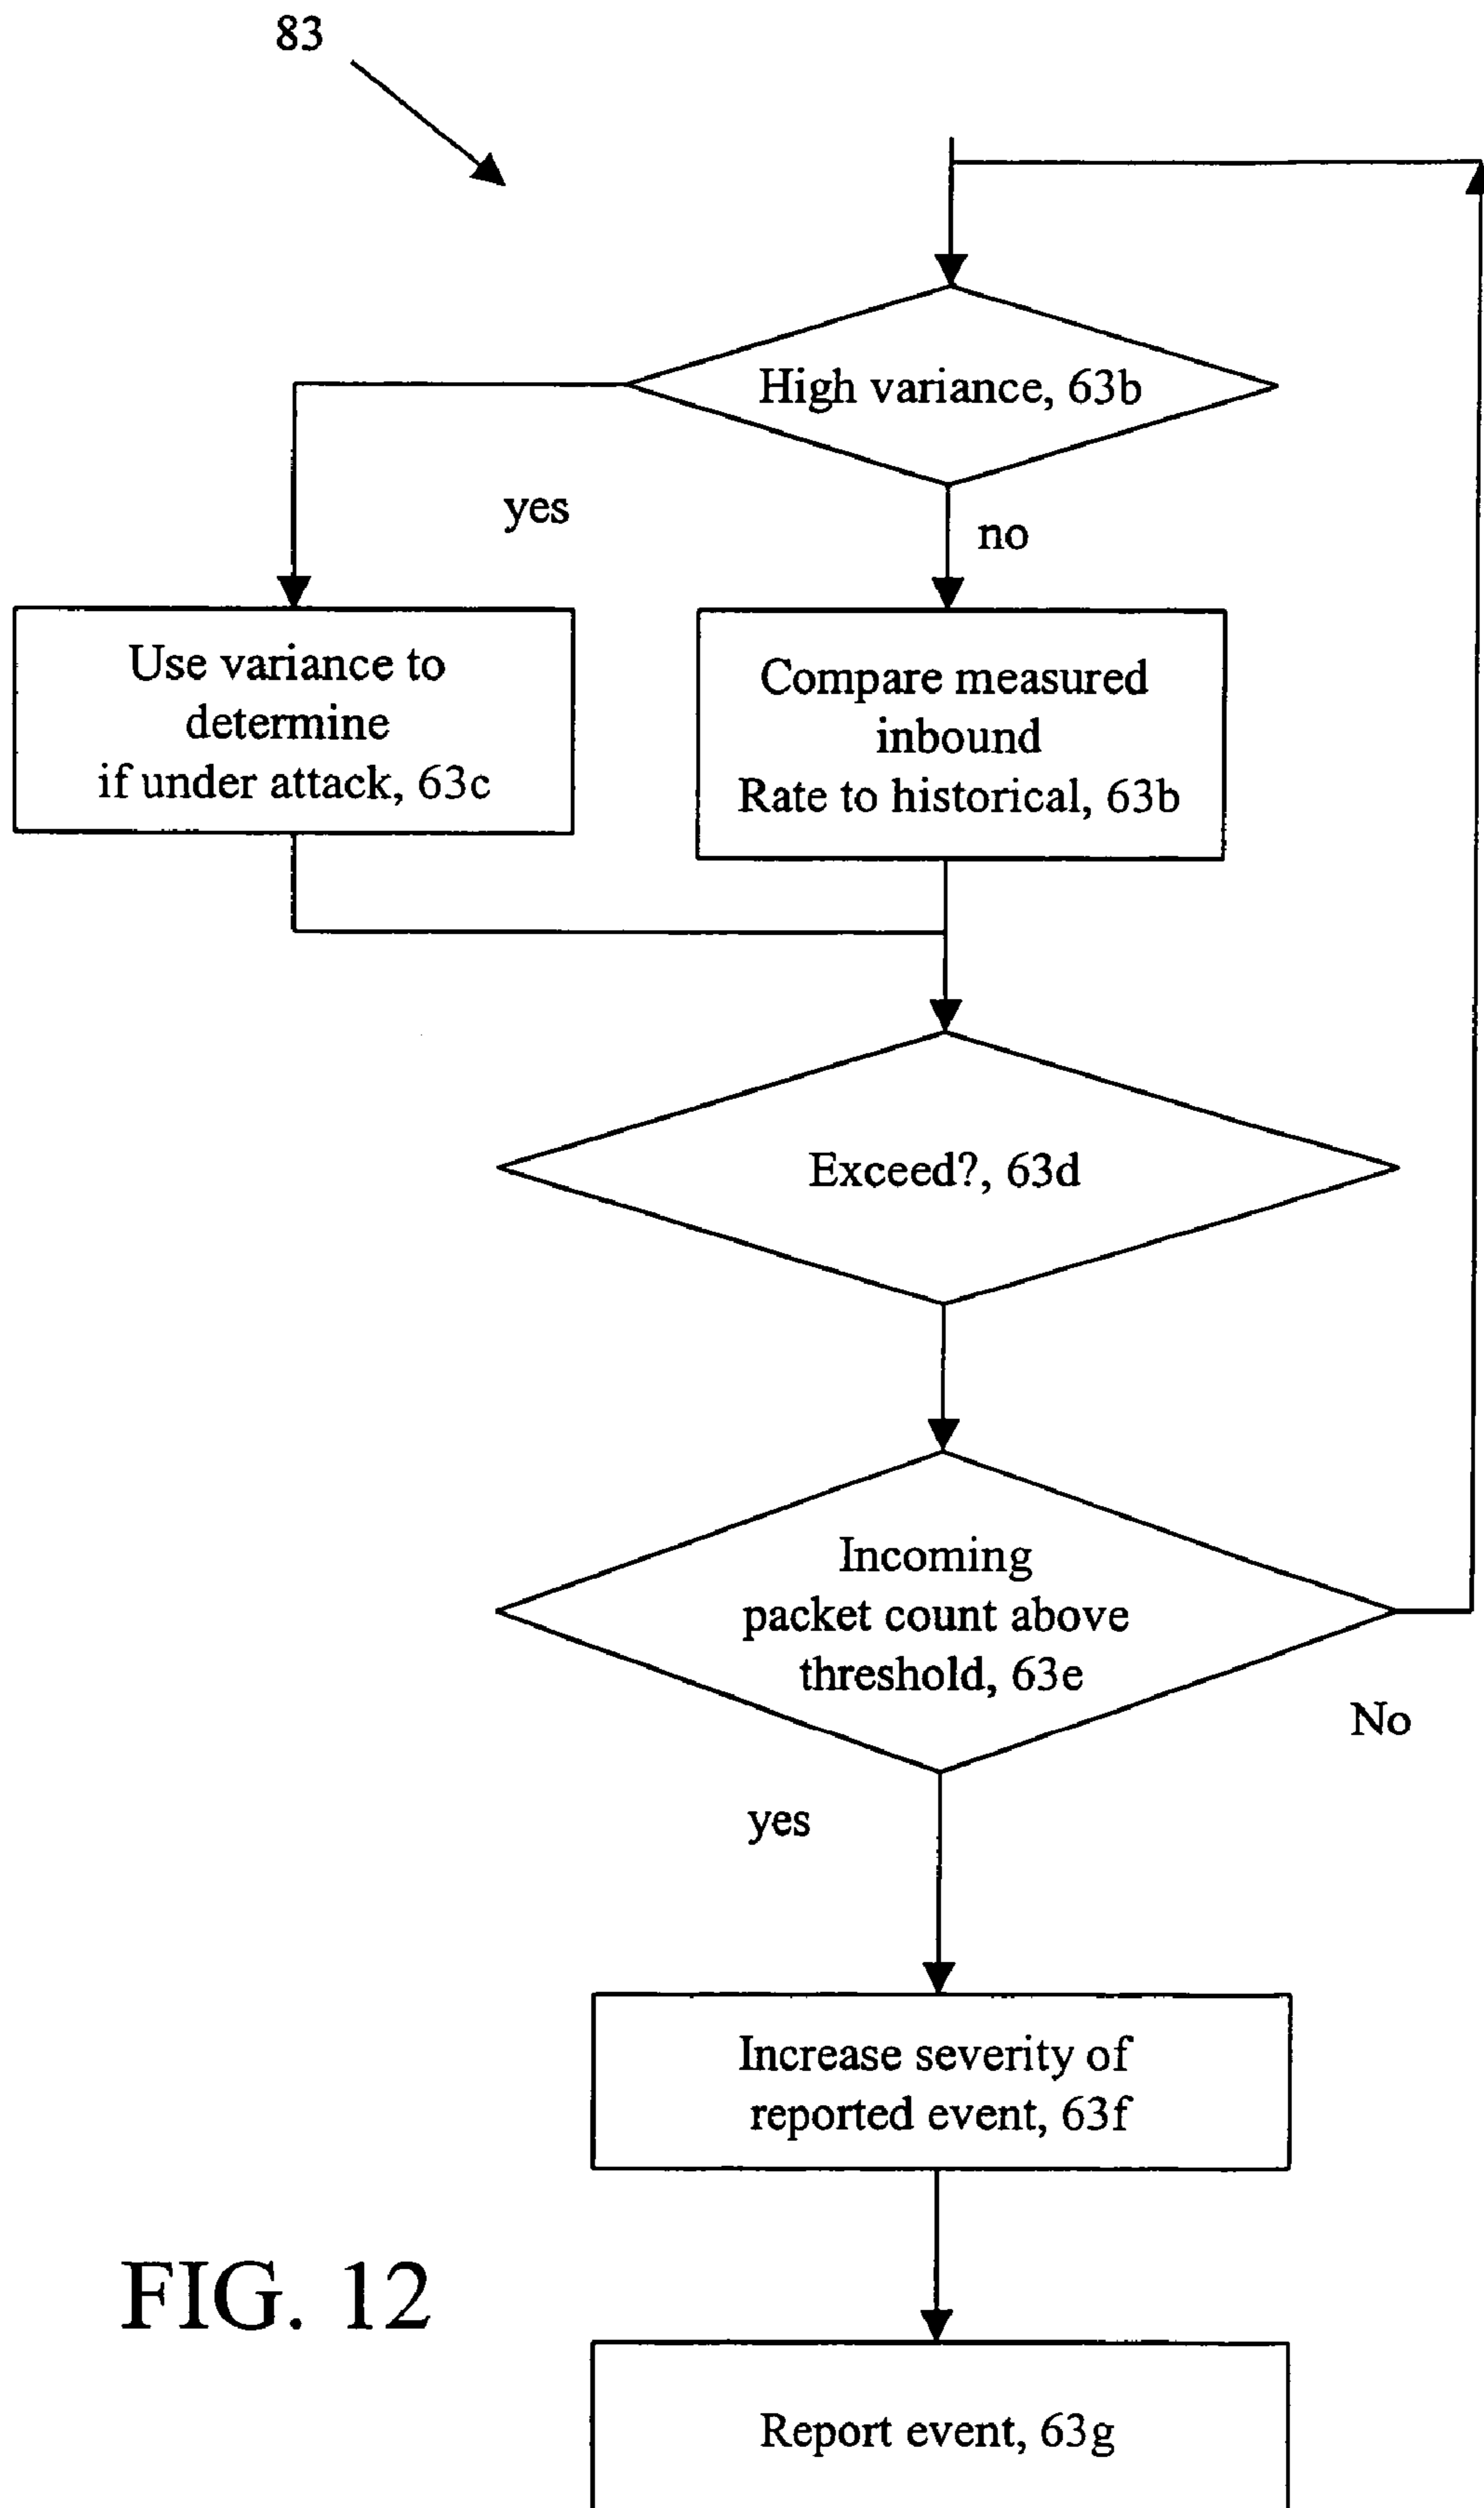 83
High variance, 63b
yes
no
Use variance to
determine
if under attack, 63c
Compare measured
inbound
Rate to historical, 63b
Exceed?, 63d
Incoming
packet count above
threshold, 63e
No
yes
Increase severity of
reported event, 63f
FIG. 12
Report event, 63g